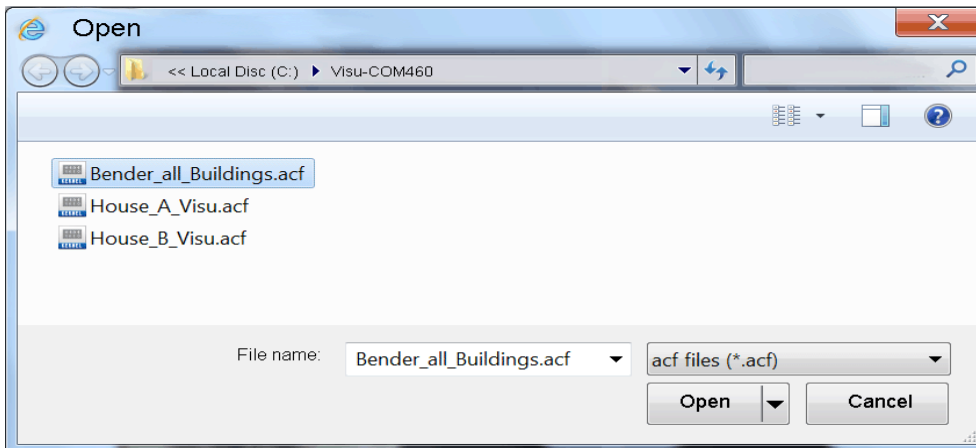 Open
<< Local Disc (C:) Visu-COM460
Bender_all_Buildings.acf
House_A_Visu.acf
House_B_Visu.acf
File name: Bender_all_Buildings.acf acf files (*.acf)
Open Cancel